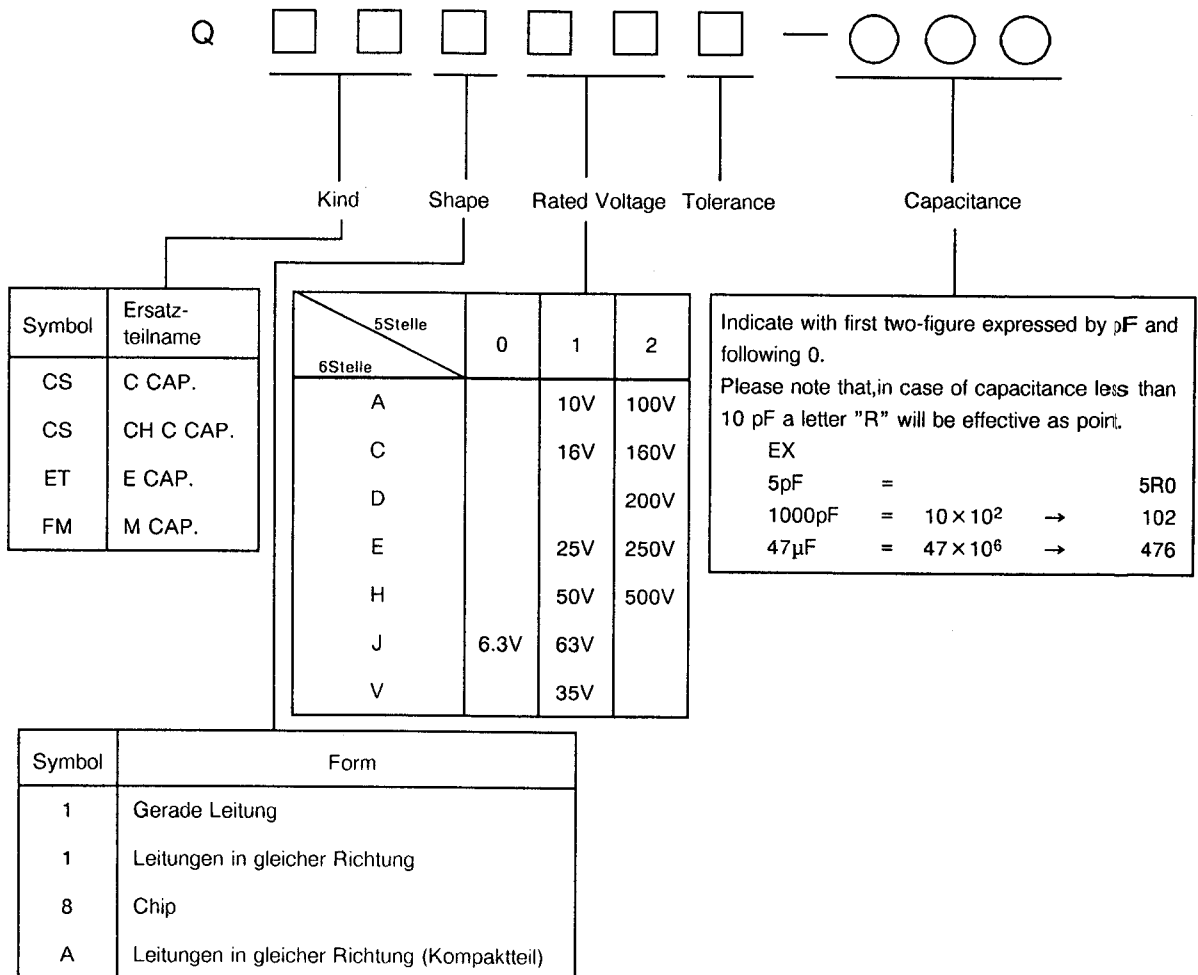 Q □ □ □ □ □ □ — ○ ○ ○
Kind Shape Rated Voltage Tolerance Capacitance
Symbol Ersatz-
teilname
CS C CAP.
CS CH C CAP.
ET E CAP.
FM M CAP.
5Stelle
6Stelle
0 1 2
A 10V 100V
C 16V 160V
D 200V
E 25V 250V
H 50V 500V
J 6.3V 63V
V 35V
Indicate with first two-figure expressed by pF and
following 0.
Please note that,in case of capacitance less than
10 pF a letter "R" will be effective as point.
EX
5pF = 5R0
1000pF = 10×10² → 102
47µF = 47×10⁶ → 476
Symbol Form
1 Gerade Leitung
1 Leitungen in gleicher Richtung
8 Chip
A Leitungen in gleicher Richtung (Kompaktteil)